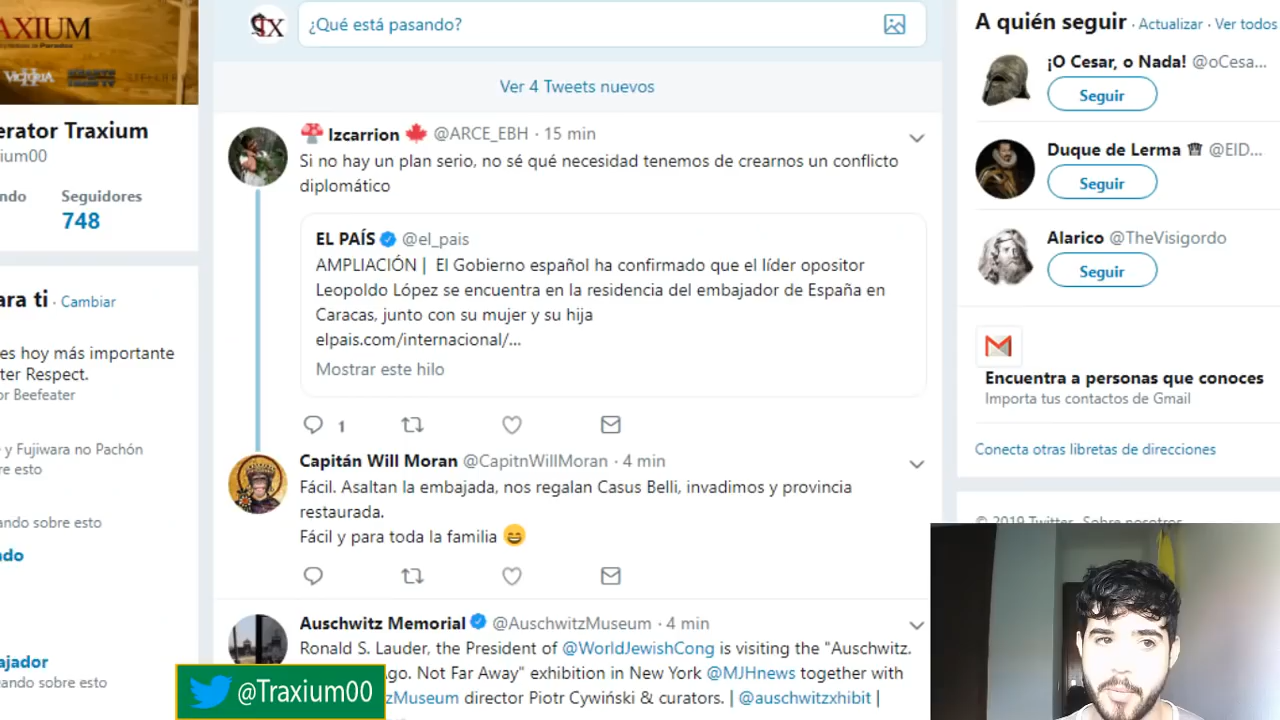 RAXIUM
VICTORIA
¿Qué está pasando?
A quién seguir · Actualizar · Ver todos
Ver 4 Tweets nuevos
¡O Cesar, o Nada! @oCesa...
Seguir
erator Traxium
ium00
ndo
Seguidores
748
Izcarrion @ARCE_EBH · 15 min
Si no hay un plan serio, no sé qué necesidad tenemos de crearnos un conflicto
diplomático
Duque de Lerma @ElD...
Seguir
EL PAÍS @el_pais
AMPLIACIÓN | El Gobierno español ha confirmado que el líder opositor
Leopoldo López se encuentra en la residencia del embajador de España en
Caracas, junto con su mujer y su hija
elpais.com/internacional/...
Mostrar este hilo
Alarico @TheVisigordo
Seguir
ara ti · Cambiar
es hoy más importante
ter Respect.
or Beefeater
Encuentra a personas que conoces
Importa tus contactos de Gmail
1
e y Fujiwara no Pachón
re esto
Conecta otras libretas de direcciones
Capitán Will Moran @CapitnWillMoran · 4 min
Fácil. Asaltan la embajada, nos regalan Casus Belli, invadimos y provincia
restaurada.
Fácil y para toda la familia
ando sobre esto
do
© 2019 Twitter Sobre nosotros
Auschwitz Memorial @AuschwitzMuseum · 4 min
Ronald S. Lauder, the President of @WorldJewishCong is visiting the "Auschwitz.
go. Not Far Away" exhibition in New York @MJHnews together with
zMuseum director Piotr Cywiński & curators. | @auschwitzxhibit |
ajador
eando sobre esto
@Traxium00